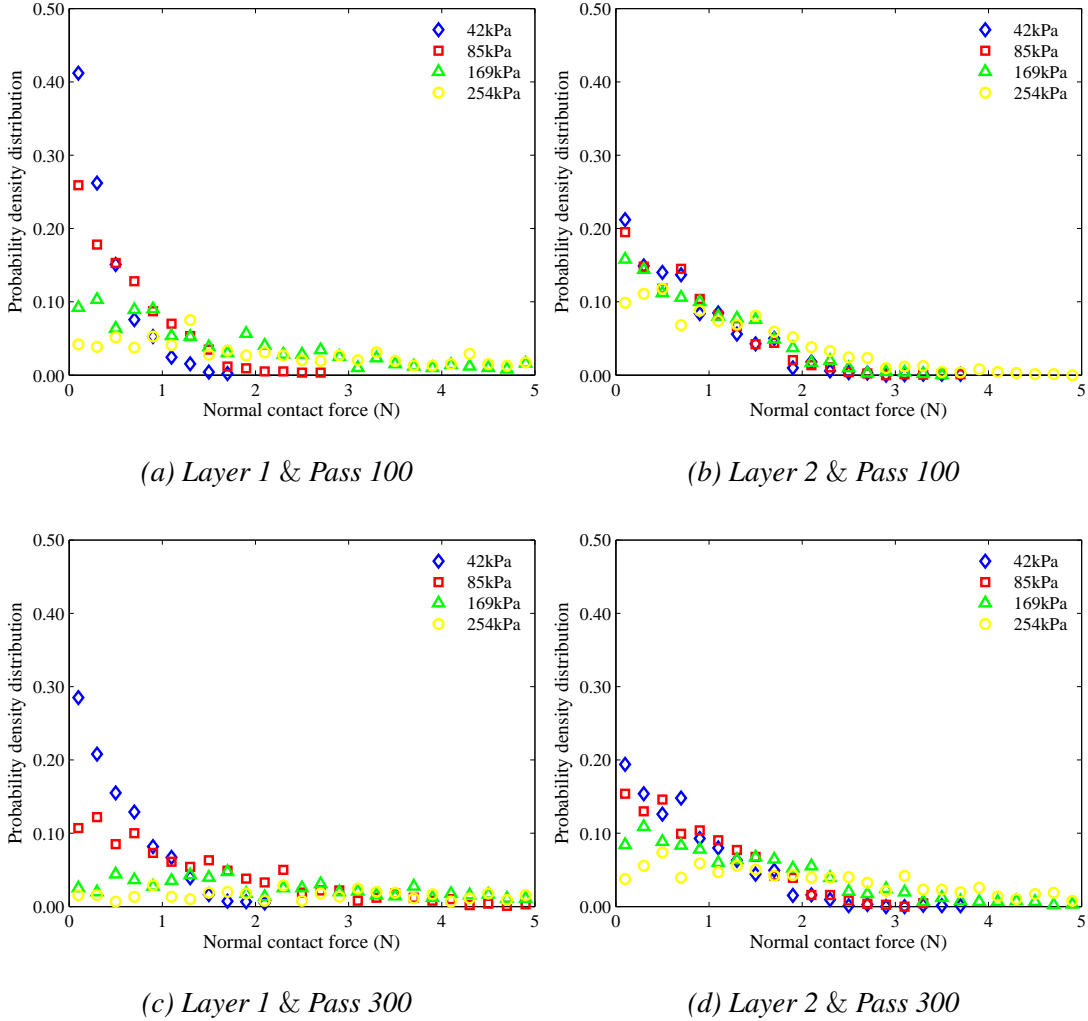 0.50
0.40
0.30
0.20
0.10
0.00
0 1 2 3 4 5
Probability density distribution
Normal contact force (N)
42kPa
85kPa
169kPa
254kPa
(a) Layer 1 & Pass 100
0.50
0.40
0.30
0.20
0.10
0.00
0 1 2 3 4 5
Probability density distribution
Normal contact force (N)
42kPa
85kPa
169kPa
254kPa
(b) Layer 2 & Pass 100
0.50
0.40
0.30
0.20
0.10
0.00
0 1 2 3 4 5
Probability density distribution
Normal contact force (N)
42kPa
85kPa
169kPa
254kPa
(c) Layer 1 & Pass 300
0.50
0.40
0.30
0.20
0.10
0.00
0 1 2 3 4 5
Probability density distribution
Normal contact force (N)
42kPa
85kPa
169kPa
254kPa
(d) Layer 2 & Pass 300